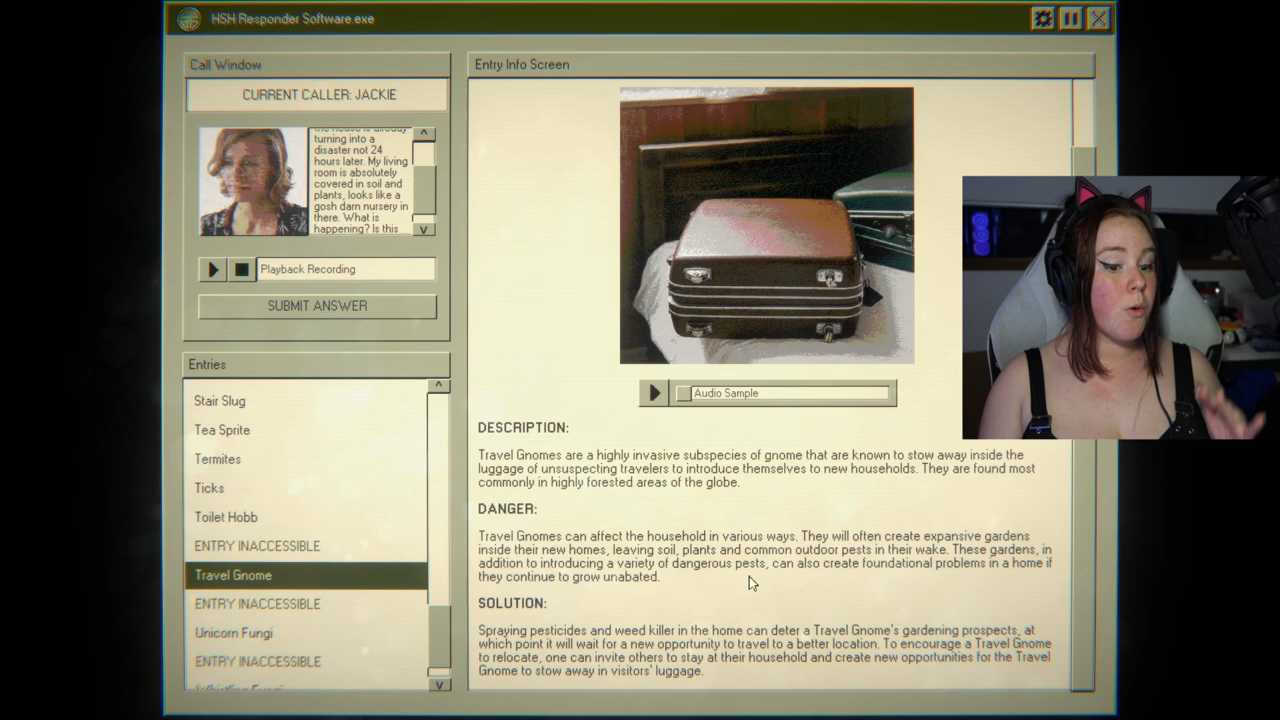 HSH Responder Software.exe
Call Window
CURRENT CALLER: JACKIE
the house is already
turning into a
disaster not 24
hours later. My living
room is absolutely
covered in soil and
plants, looks like a
gosh darn nursery in
there. What is
happening? Is this
Playback Recording
SUBMIT ANSWER
Entries
Stair Slug
Tea Sprite
Termites
Ticks
Toilet Hobb
ENTRY INACCESSIBLE
Travel Gnome
ENTRY INACCESSIBLE
Unicorn Fungi
ENTRY INACCESSIBLE
Whistling Fungi
Entry Info Screen
Audio Sample
DESCRIPTION:
Travel Gnomes are a highly invasive subspecies of gnome that are known to stow away inside the
luggage of unsuspecting travelers to introduce themselves to new households. They are found most
commonly in highly forested areas of the globe.
DANGER:
Travel Gnomes can affect the household in various ways. They will often create expansive gardens
inside their new homes, leaving soil, plants and common outdoor pests in their wake. These gardens, in
addition to introducing a variety of dangerous pests, can also create foundational problems in a home if
they continue to grow unabated.
SOLUTION:
Spraying pesticides and weed killer in the home can deter a Travel Gnome's gardening prospects, at
which point it will wait for a new opportunity to travel to a better location. To encourage a Travel Gnome
to relocate, one can invite others to stay at their household and create new opportunities for the Travel
Gnome to stow away in visitors' luggage.